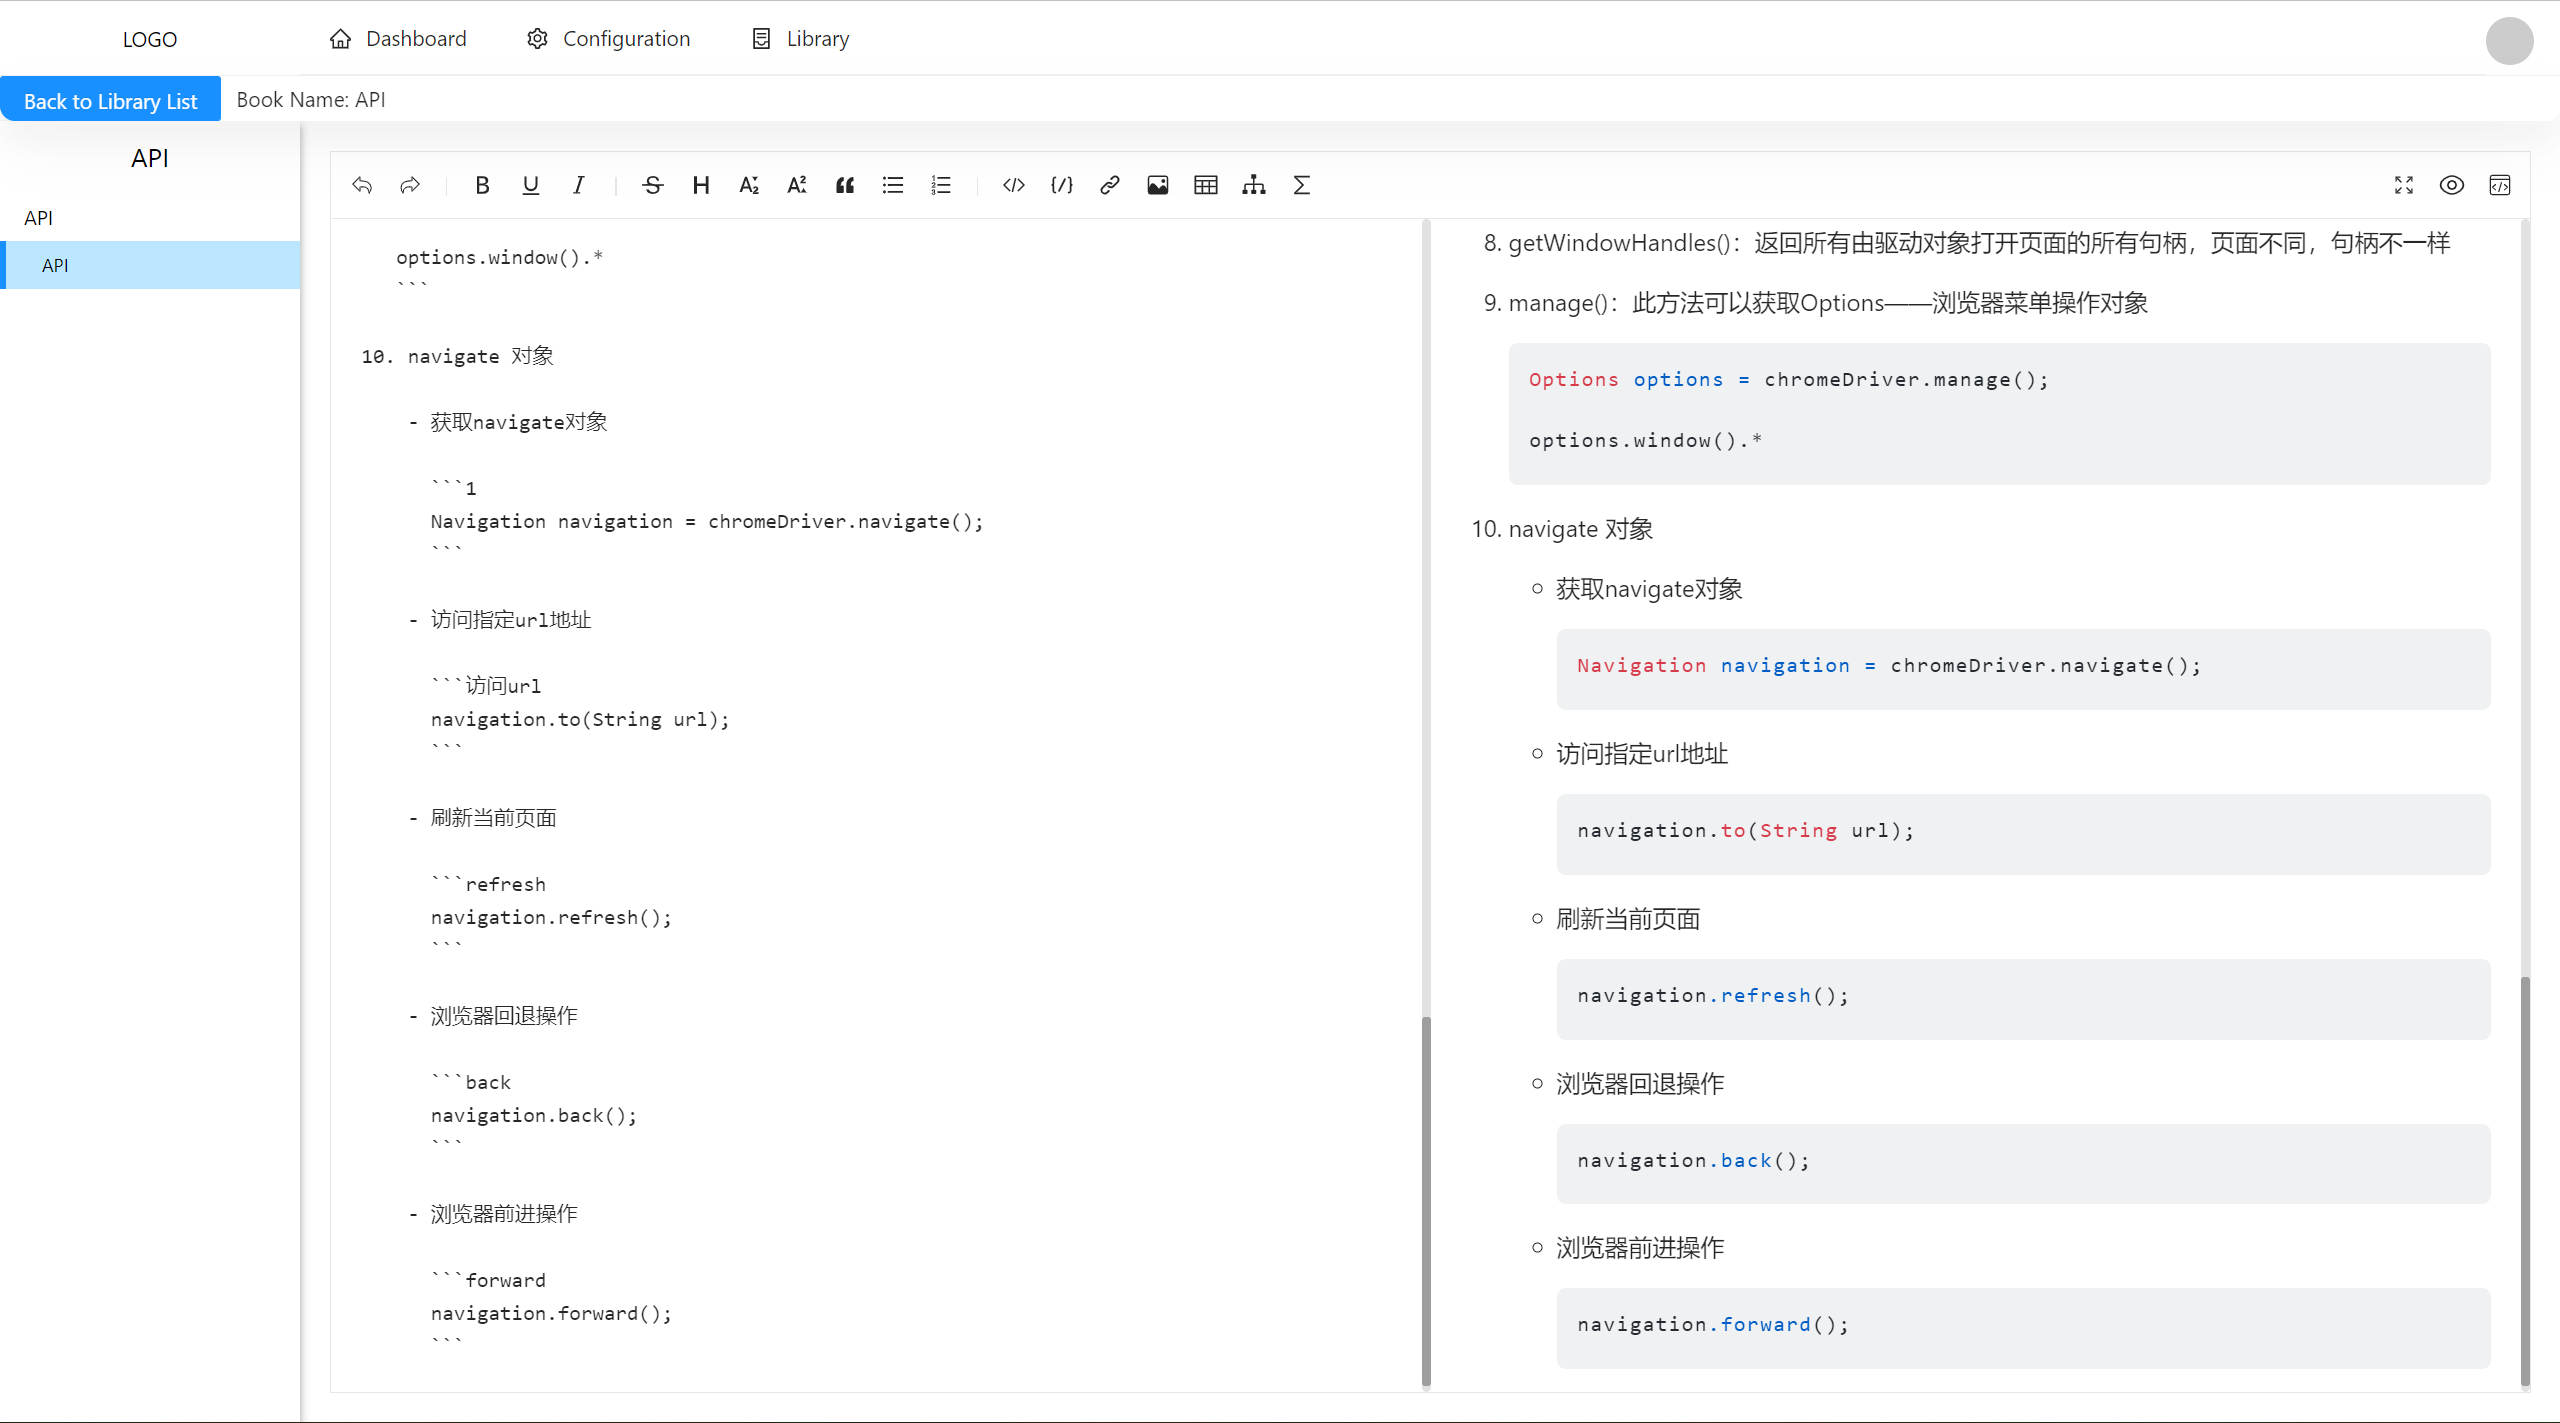 LOGO
Dashboard
Configuration
Library
Back to Library List
Book Name: API
API
API
API
options.window().*
```
10. navigate 对象
- 获取navigate对象
```1
Navigation navigation = chromeDriver.navigate();
```
- 访问指定url地址
```访问url
navigation.to(String url);
```
- 刷新当前页面
```refresh
navigation.refresh();
```
- 浏览器回退操作
```back
navigation.back();
```
- 浏览器前进操作
```forward
navigation.forward();
```
8. getWindowHandles()：返回所有由驱动对象打开页面的所有句柄，页面不同，句柄不一样
9. manage()：此方法可以获取Options——浏览器菜单操作对象
Options options = chromeDriver.manage();
options.window().*
10. navigate 对象
获取navigate对象
Navigation navigation = chromeDriver.navigate();
访问指定url地址
navigation.to(String url);
刷新当前页面
navigation.refresh();
浏览器回退操作
navigation.back();
浏览器前进操作
navigation.forward();